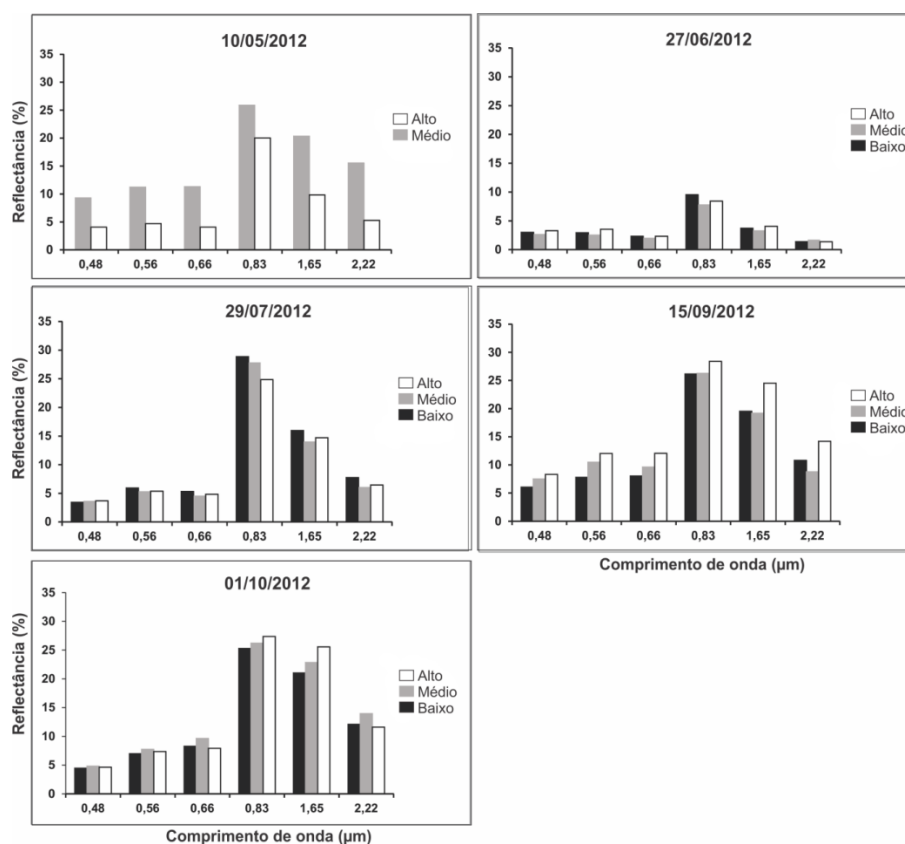 10/05/2012
Reflectância (%)
35
30
25
20
15
10
5
0
0,48 0,56 0,66 0,83 1,65 2,22
Alto
Médio
27/06/2012
35
30
25
20
15
10
5
0
0,48 0,56 0,66 0,83 1,65 2,22
Alto
Médio
Baixo
29/07/2012
Reflectância (%)
35
30
25
20
15
10
5
0
0,48 0,56 0,66 0,83 1,65 2,22
Alto
Médio
Baixo
15/09/2012
35
30
25
20
15
10
5
0
0,48 0,56 0,66 0,83 1,65 2,22
Alto
Médio
Baixo
Comprimento de onda (µm)
01/10/2012
Reflectância (%)
35
30
25
20
15
10
5
0
0,48 0,56 0,66 0,83 1,65 2,22
Alto
Médio
Baixo
Comprimento de onda (µm)